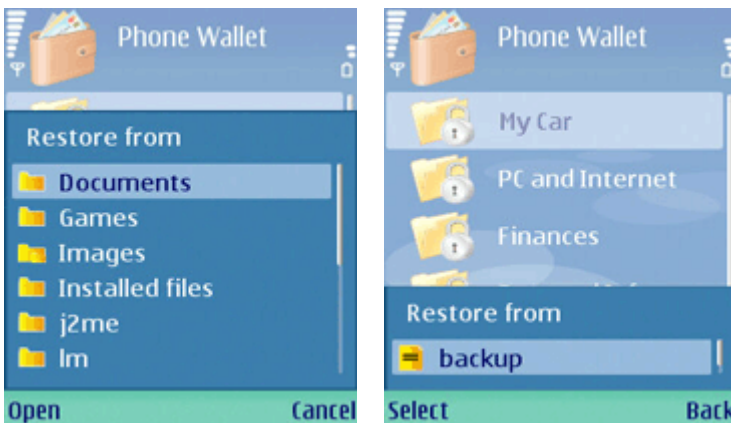 Phone Wallet
Restore from
Documents
Games
Images
Installed files
j2me
lm
Open Cancel
Phone Wallet
My Car
PC and Internet
Finances
Restore from
backup
Select Back